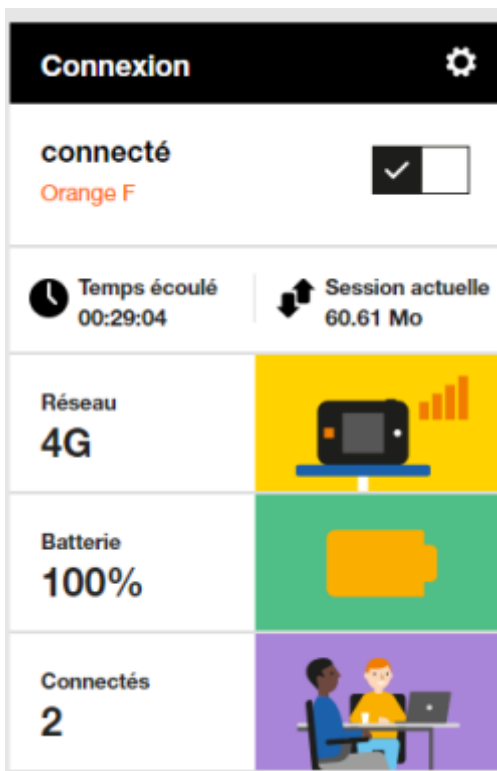 Connexion
connecté
Orange F
Temps écoulé
00:29:04
Session actuelle
60.61 Mo
Réseau
4G
Batterie
100%
Connectés
2